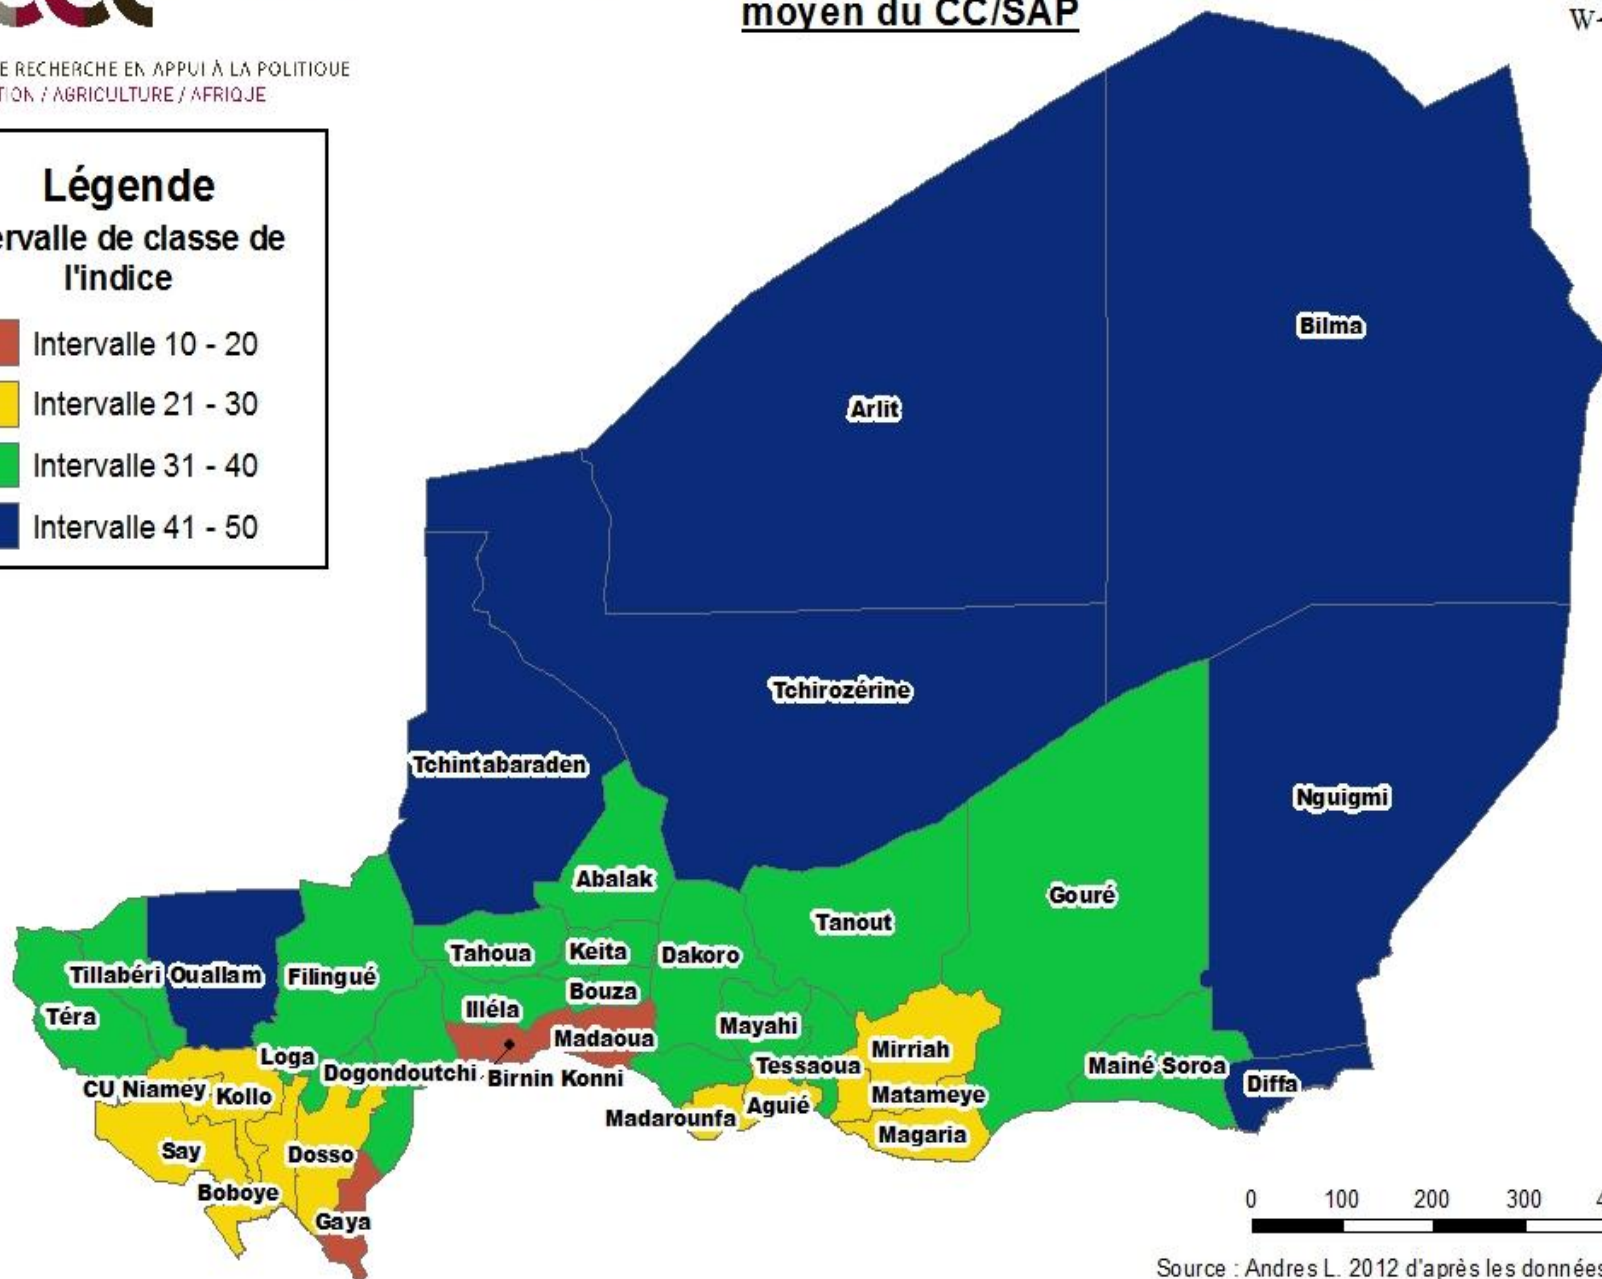 moyen du CC/SAP
E RECHERCHE EN APPUI À LA POLITIQUE
TION / AGRICULTURE / AFRIQUE
Légende
ervalle de classe de
l'indice
Intervalle 10 - 20
Intervalle 21 - 30
Intervalle 31 - 40
Intervalle 41 - 50
W
Bilma
Arlit
Tchirozérine
Tchintabaraden
Nguigmi
Abalak
Gouré
Tanout
Tahoua
Keita
Dakoro
Tillabéri
Ouallam
Filingué
Bouza
Illéla
Téra
Mayahi
Madaoua
Mirriah
Loga
Tessaoua
Mainé Soroa
Dogondoutchi
Birnin Konni
Diffa
CU Niamey
Kollo
Matameye
Aguié
Madarounfa
Magaria
Say
Dosso
Boboye
Gaya
0 100 200 300 4
Source : Andres L. 2012 d'après les données